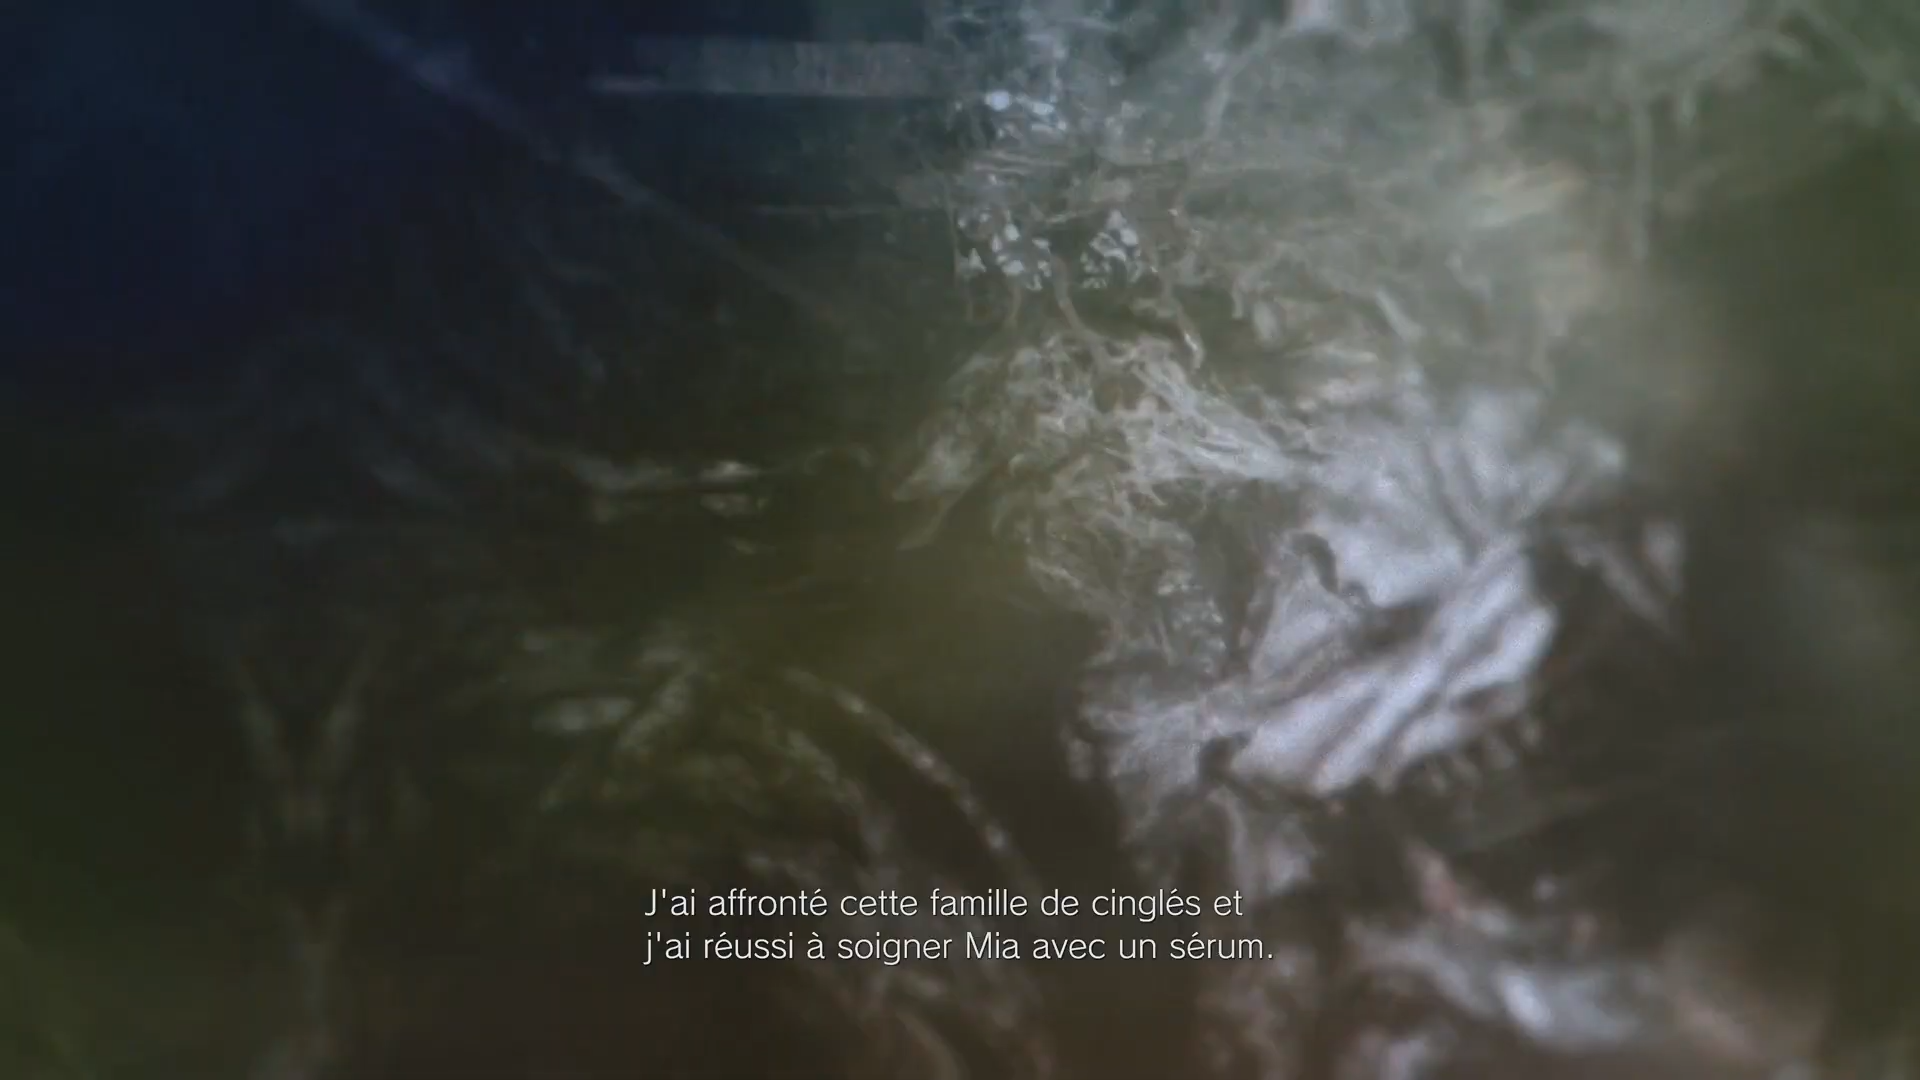 J'ai affronté cette famille de cinglés et
j'ai réussi à soigner Mia avec un sérum.